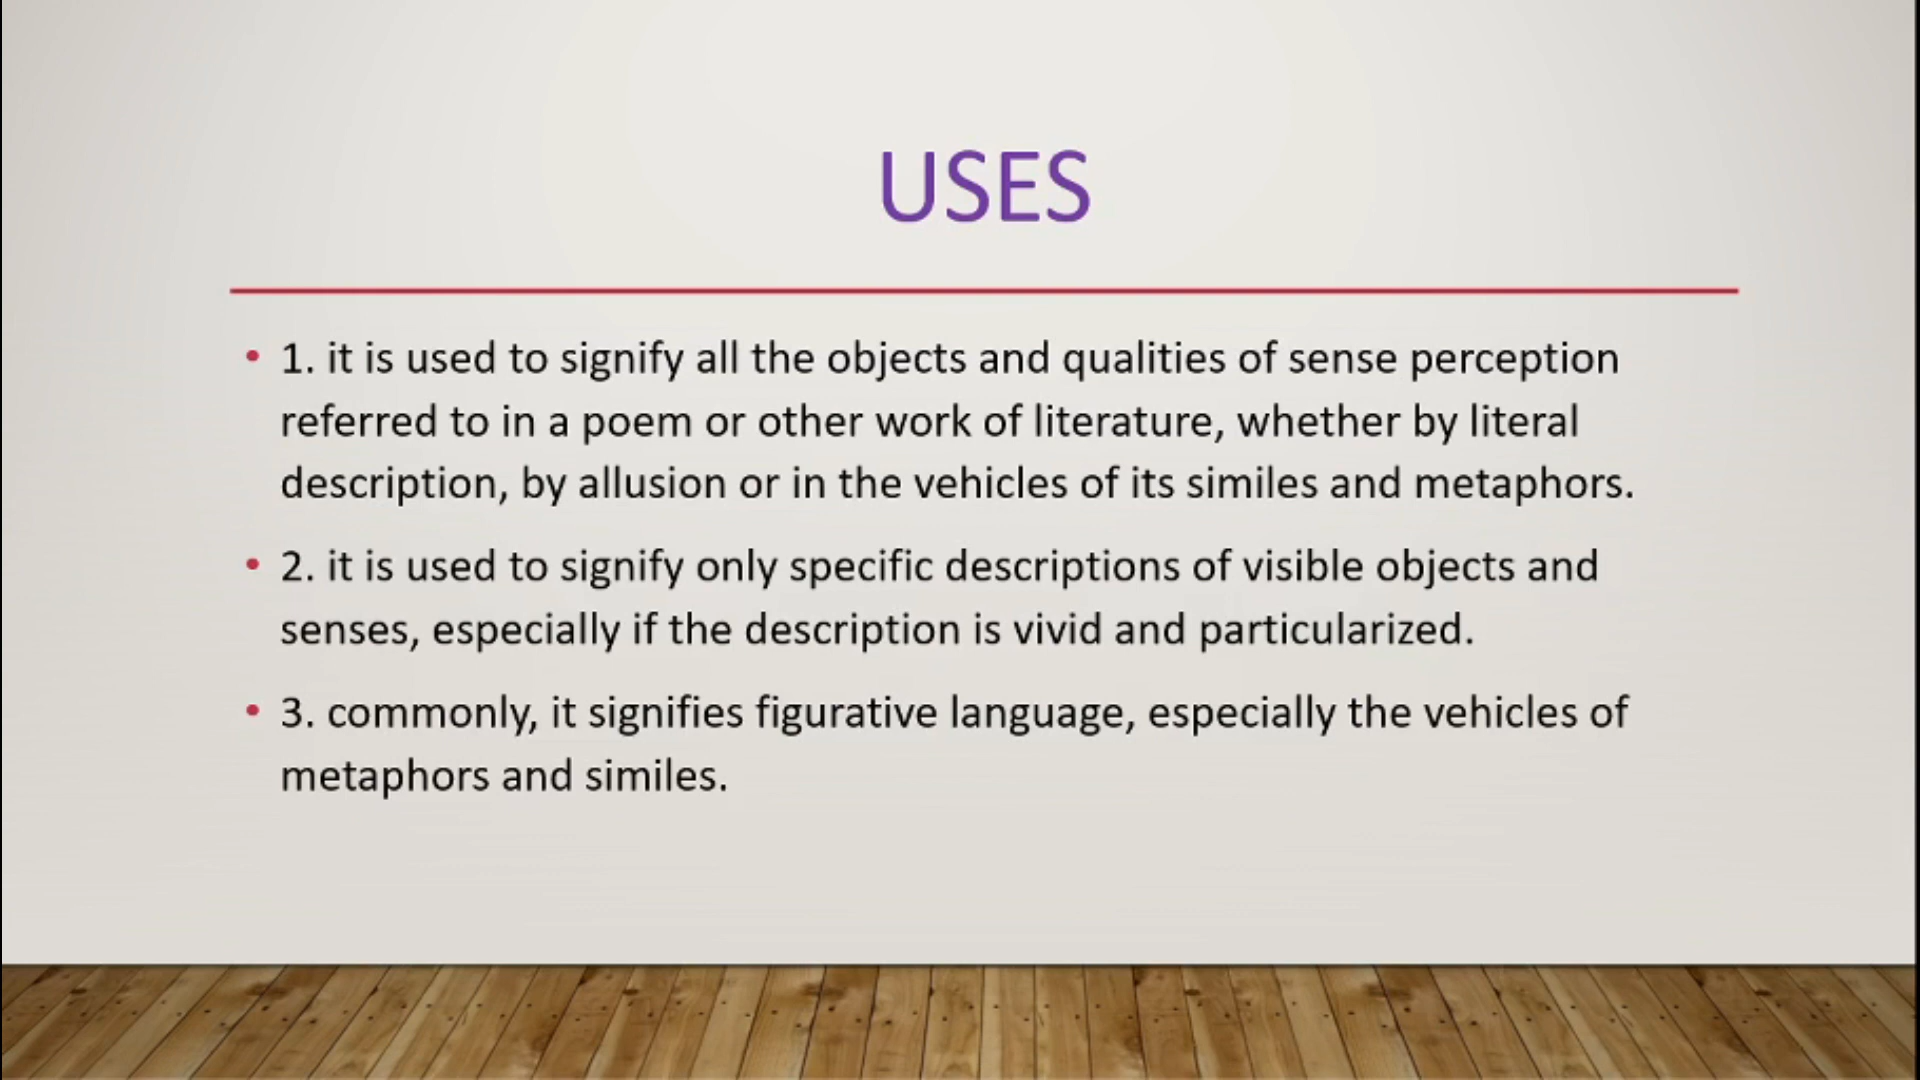 USES
• 1. it is used to signify all the objects and qualities of sense perception
referred to in a poem or other work of literature, whether by literal
description, by allusion or in the vehicles of its similes and metaphors.
• 2. it is used to signify only specific descriptions of visible objects and
senses, especially if the description is vivid and particularized.
• 3. commonly, it signifies figurative language, especially the vehicles of
metaphors and similes.